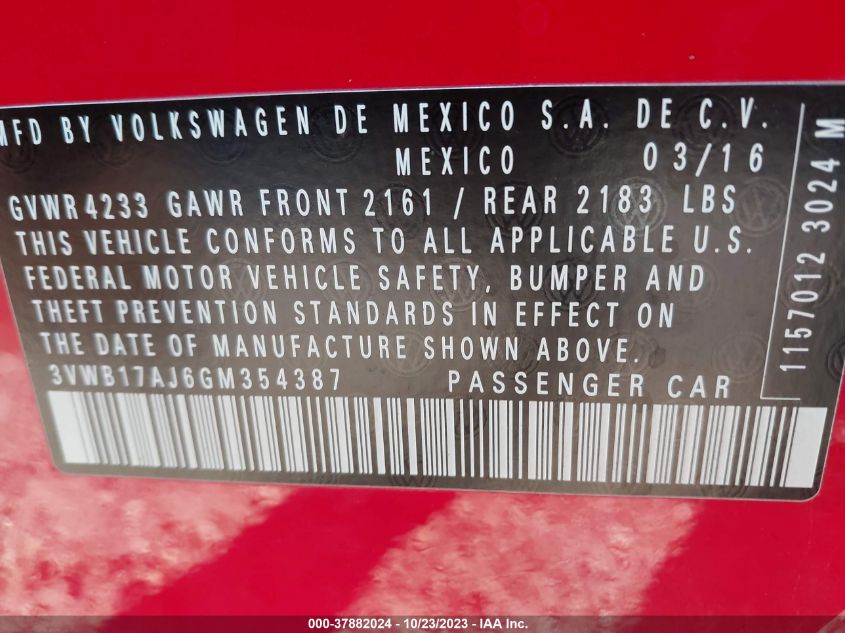 MFD BY VOLKSWAGEN DE MEXICO S.A. DE C.V.
MEXICO 03/16
GVWR 4233 GAWR FRONT 2161 / REAR 2183 LBS
THIS VEHICLE CONFORMS TO ALL APPLICABLE U.S.
FEDERAL MOTOR VEHICLE SAFETY, BUMPER AND
THEFT PREVENTION STANDARDS IN EFFECT ON
THE DATE OF MANUFACTURE SHOWN ABOVE.
3VWB17AJ6GM354387 PASSENGER CAR
1157012 3024 M
000-37882024 - 10/23/2023 - IAA Inc.